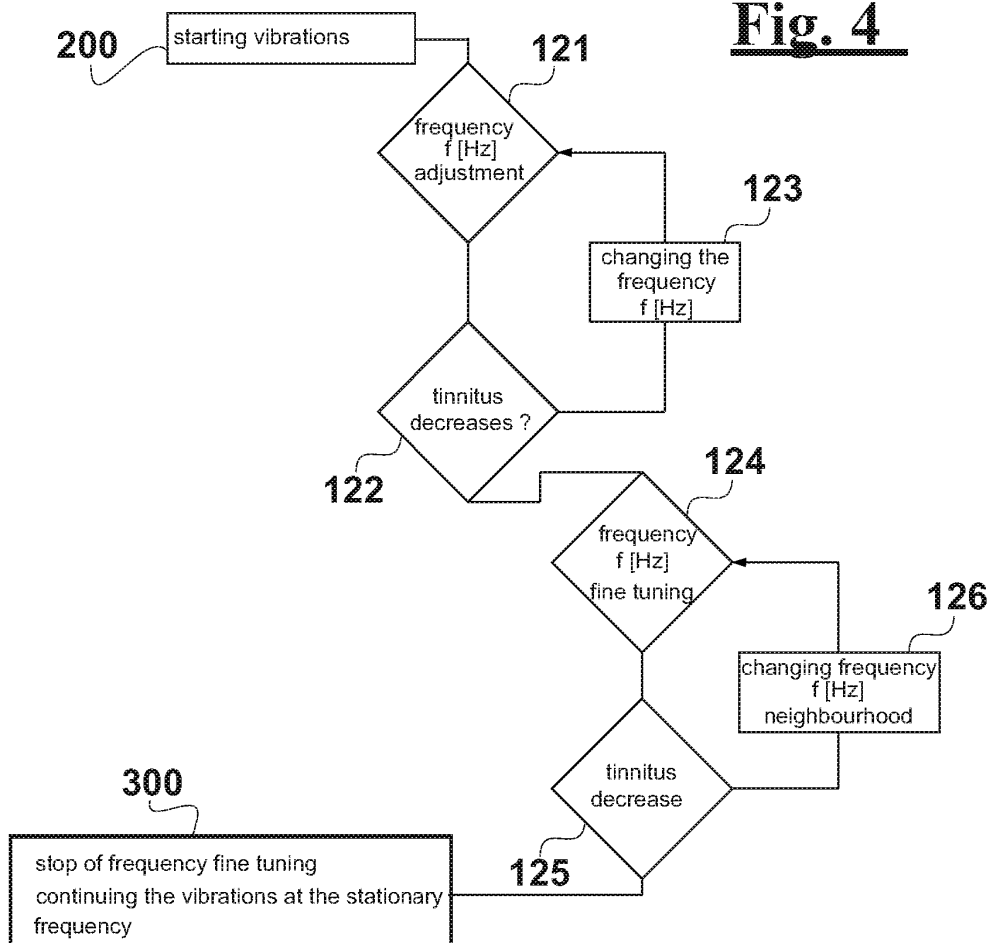 Fig. 4
200
starting vibrations
121
frequency
f [Hz]
adjustment
123
changing the
frequency
f [Hz]
tinnitus
decreases ?
122
124
frequency
f [Hz]
fine tuning
126
changing frequency
f [Hz]
neighbourhood
tinnitus
decrease
125
300
stop of frequency fine tuning
continuing the vibrations at the stationary
frequency